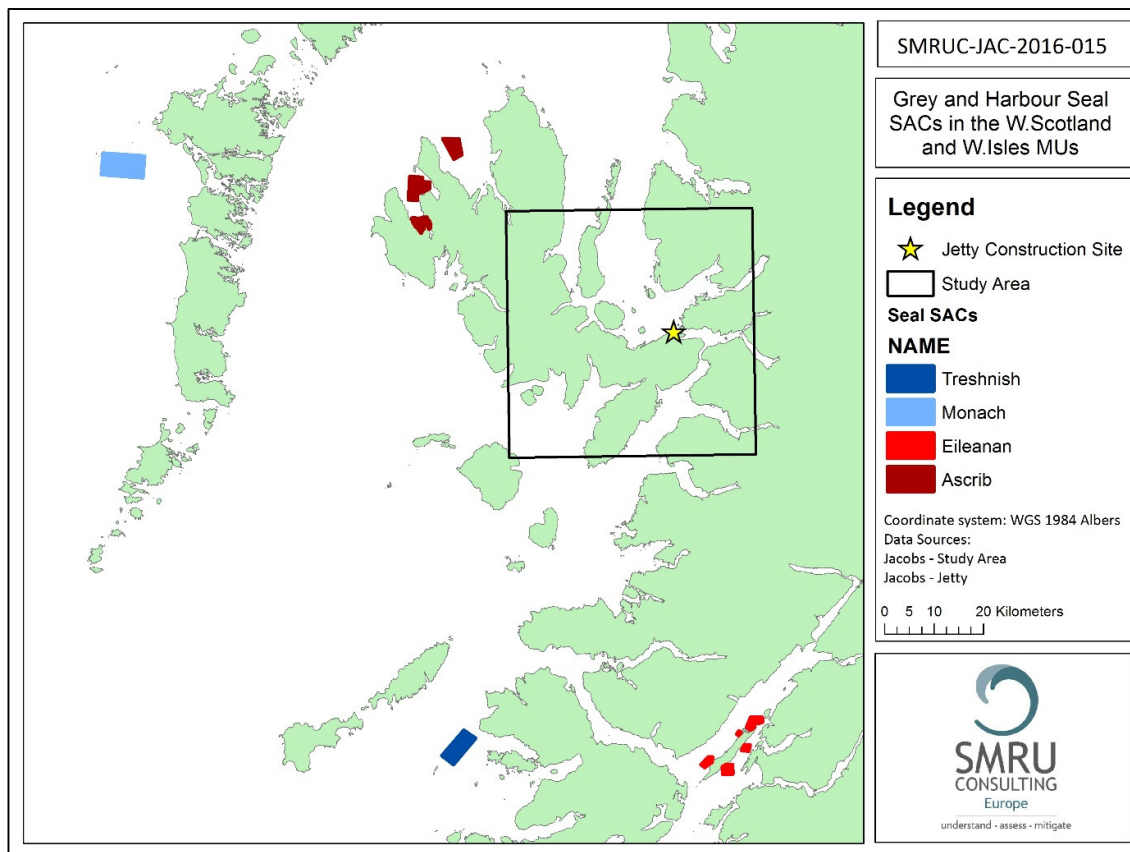 SMRUC-JAC-2016-015
Grey and Harbour Seal
SACs in the W.Scotland
and W.Isles MUs
Legend
Jetty Construction Site
Study Area
Seal SACs
NAME
Treshnish
Monach
Eileanan
Ascrib
Coordinate system: WGS 1984 Albers
Data Sources:
Jacobs - Study Area
Jacobs - Jetty
0 5 10 20 Kilometers
SMRU
CONSULTING
Europe
understand - assess - mitigate